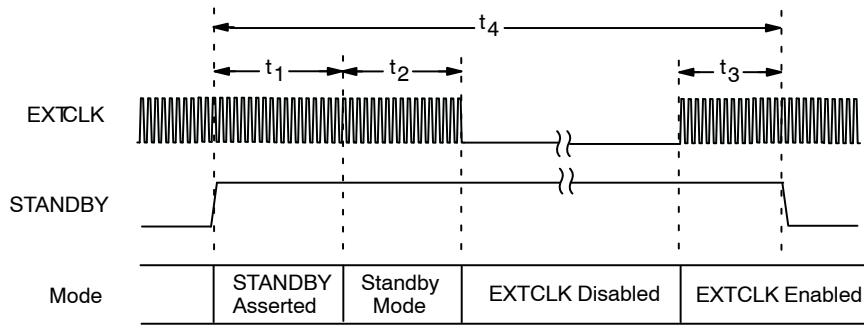 t4
t1
t2
t3
EXTCLK
STANDBY
Mode
STANDBY
Asserted
Standby
Mode
EXTCLK Disabled
EXTCLK Enabled